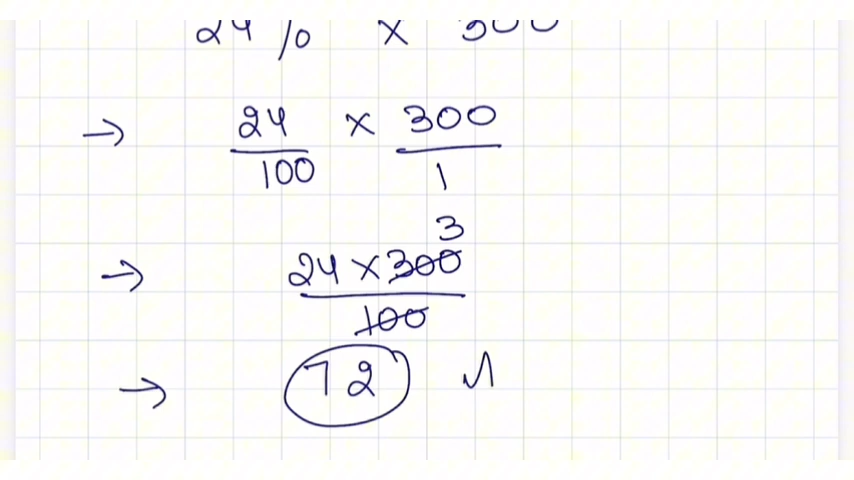 24% × 300
→ 24/100 × 300/1
3
→ 24 × 300/100
→ 72